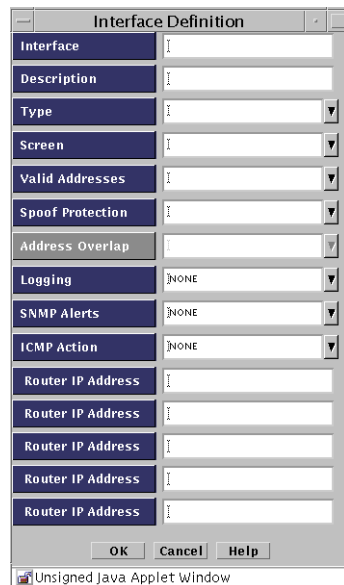 Interface Definition
Interface
Description
Type
Screen
Valid Addresses
Spoof Protection
Address Overlap
Logging NONE
SNMP Alerts NONE
ICMP Action NONE
Router IP Address
Router IP Address
Router IP Address
Router IP Address
Router IP Address
OK Cancel Help
Unsigned Java Applet Window